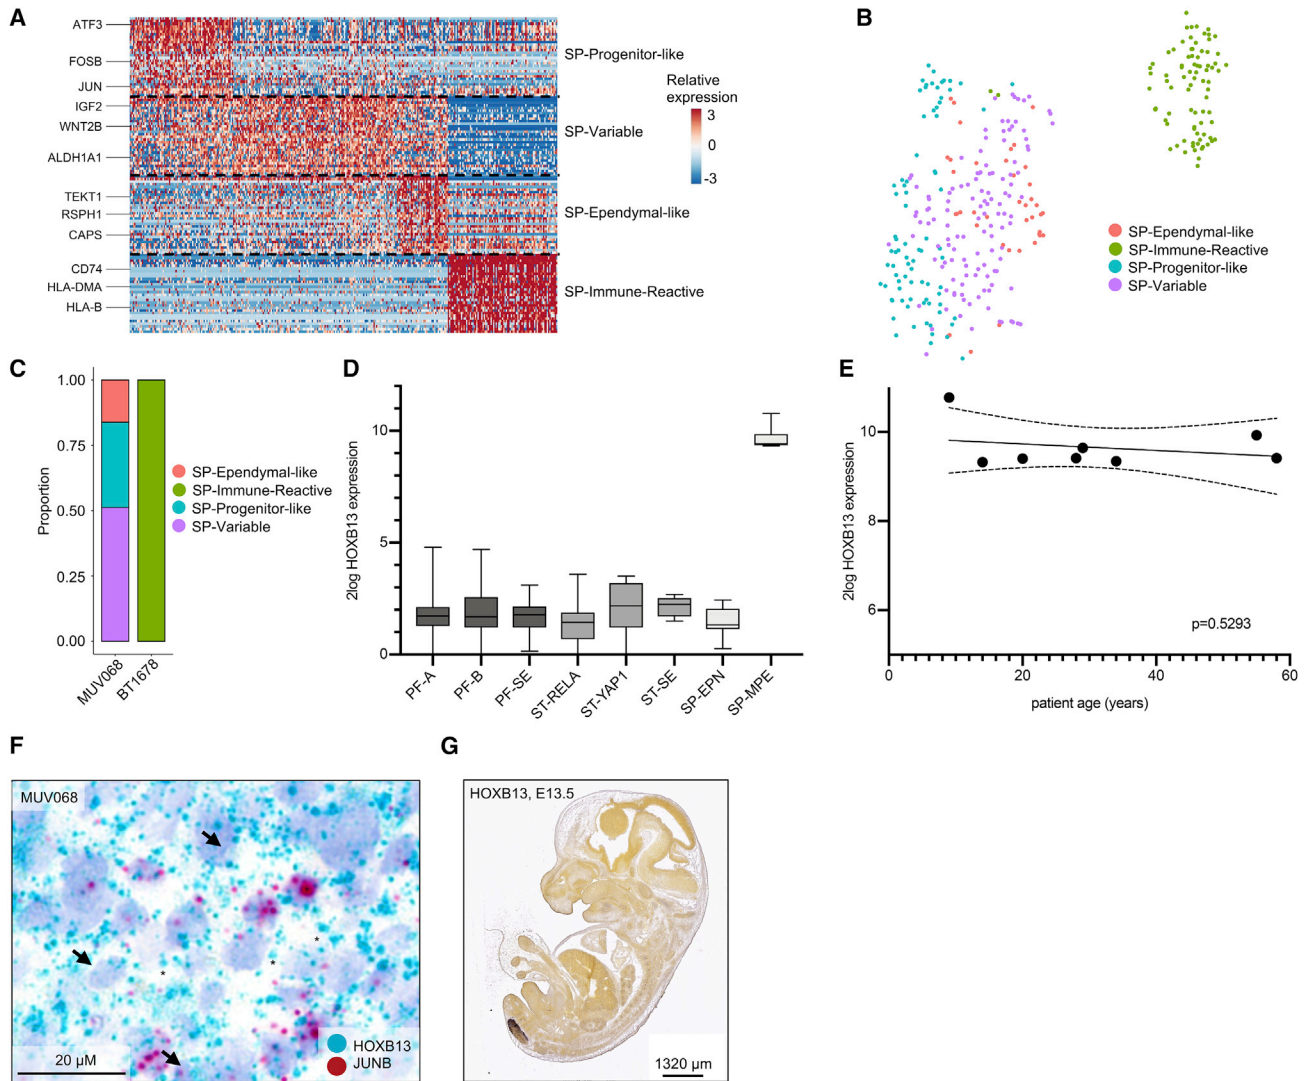 A
ATF3
FOSB
JUN
IGF2
WNT2B
ALDH1A1
TEKT1
RSPH1
CAPS
CD74
HLA-DMA
HLA-B
SP-Progenitor-like
SP-Variable
SP-Ependymal-like
SP-Immune-Reactive
Relative
expression
3
0
-3
B
SP-Ependymal-like
SP-Immune-Reactive
SP-Progenitor-like
SP-Variable
C
Proportion
1.00
0.75
0.50
0.25
0.00
MUV068
BT1678
SP-Ependymal-like
SP-Immune-Reactive
SP-Progenitor-like
SP-Variable
D
2log HOXB13 expression
10
5
0
PF-A
PF-B
PF-SE
ST-RELA
ST-YAP1
ST-SE
SP-EPN
SP-MPE
E
2log HOXB13 expression
10
8
6
p=0.5293
0
20
40
60
patient age (years)
F
MUV068
*
*
*
20 µM
HOXB13
JUNB
G
HOXB13, E13.5
1320 µm